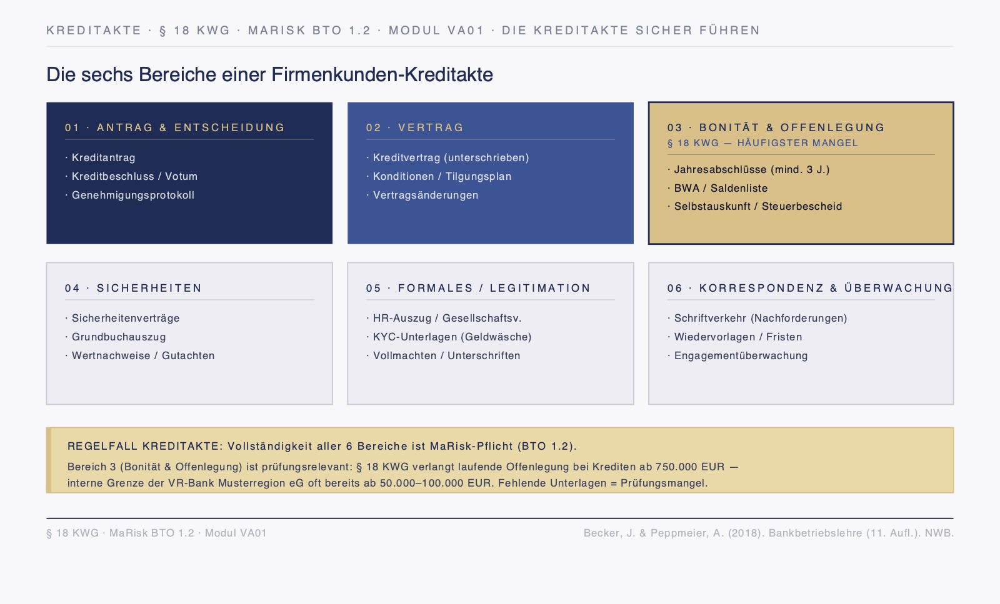 KREDITAKTE · § 18 KWG · MARISK BTO 1.2 · MODUL VA01 · DIE KREDITAKTE SICHER FÜHREN
Die sechs Bereiche einer Firmenkunden-Kreditakte
01 · ANTRAG & ENTSCHEIDUNG
· Kreditantrag
· Kreditbeschluss / Votum
· Genehmigungsprotokoll
02 · VERTRAG
· Kreditvertrag (unterschrieben)
· Konditionen / Tilgungsplan
· Vertragsänderungen
03 · BONITÄT & OFFENLEGUNG
§ 18 KWG — HÄUFIGSTER MANGEL
· Jahresabschlüsse (mind. 3 J.)
· BWA / Saldenliste
· Selbstauskunft / Steuerbescheid
04 · SICHERHEITEN
· Sicherheitenverträge
· Grundbuchauszug
· Wertnachweise / Gutachten
05 · FORMALES / LEGITIMATION
· HR-Auszug / Gesellschaftsv.
· KYC-Unterlagen (Geldwäsche)
· Vollmachten / Unterschriften
06 · KORRESPONDENZ & ÜBERWACHUNG
· Schriftverkehr (Nachforderungen)
· Wiedervorlagen / Fristen
· Engagementüberwachung
REGELFALL KREDITAKTE: Vollständigkeit aller 6 Bereiche ist MaRisk-Pflicht (BTO 1.2).
Bereich 3 (Bonität & Offenlegung) ist prüfungsrelevant: § 18 KWG verlangt laufende Offenlegung bei Krediten ab 750.000 EUR —
interne Grenze der VR-Bank Musterregion eG oft bereits ab 50.000–100.000 EUR. Fehlende Unterlagen = Prüfungsmangel.
§ 18 KWG · MaRisk BTO 1.2 · Modul VA01
Becker, J. & Peppmeier, A. (2018). Bankbetriebslehre (11. Aufl.). NWB.